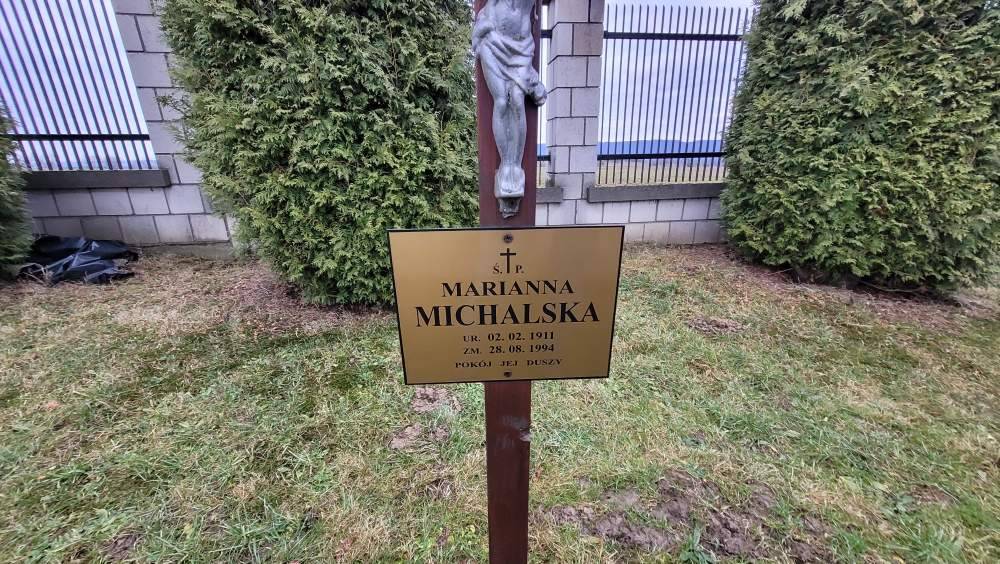 Ś. P.
MARIANNA
MICHALSKA
UR. 02. 02. 1911
ZM. 28. 08. 1994
POKÓJ JEJ DUSZY